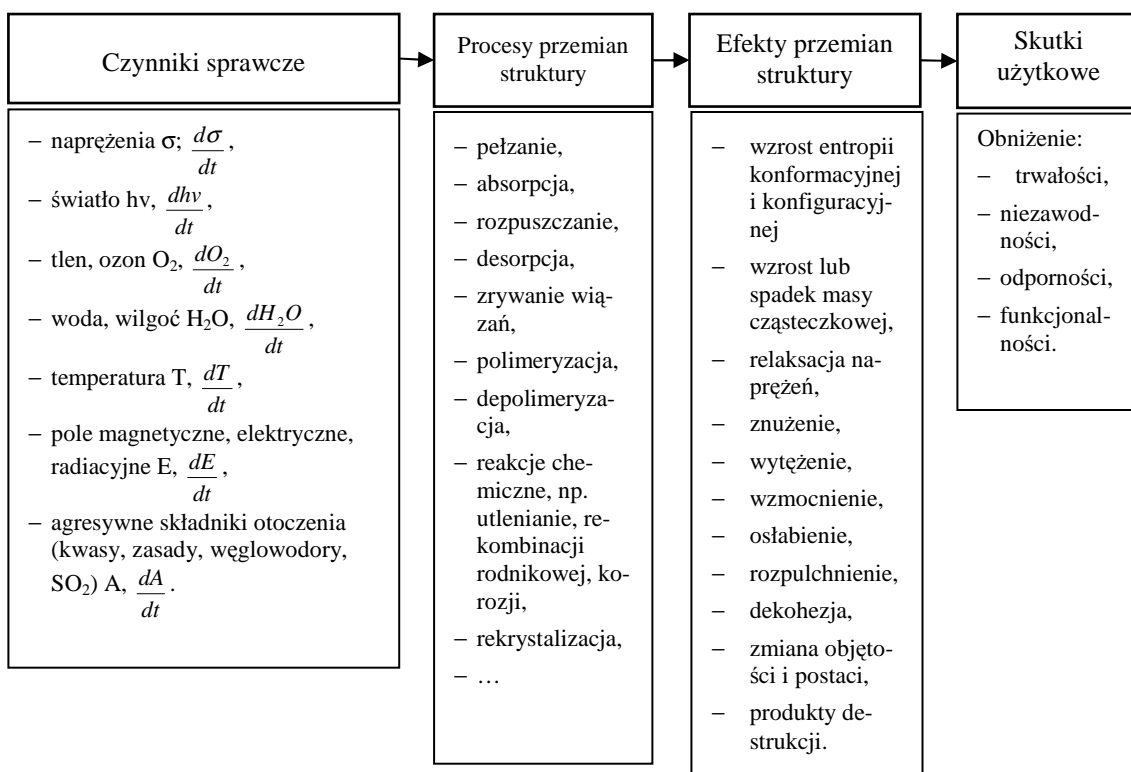 Czynniki sprawcze
– naprężenia σ; dσ/dt,
– światło hv, dhv/dt,
– tlen, ozon O₂, dO₂/dt,
– woda, wilgoć H₂O, dH₂O/dt,
– temperatura T, dT/dt,
– pole magnetyczne, elektryczne,
radiacyjne E, dE/dt,
– agresywne składniki otoczenia
(kwasy, zasady, węglowodory,
SO₂) A, dA/dt.
Procesy przemian
struktury
– pełzanie,
– absorpcja,
– rozpuszczanie,
– desorpcja,
– zrywanie wią-
zań,
– polimeryzacja,
– depolimeryza-
cja,
– reakcje che-
miczne, np.
utlenianie, re-
kombinacji
rodnikowej, ko-
rozji,
– rekrystalizacja,
– …
Efekty przemian
struktury
– wzrost entropii
konformacyjnej
i konfiguracyj-
nej
– wzrost lub
spadek masy
cząsteczkowej,
– relaksacja na-
prężeń,
– znużenie,
– wytężenie,
– wzmocnienie,
– osłabienie,
– rozpulchnienie,
– dekohezja,
– zmiana objęto-
ści i postaci,
– produkty de-
strukcji.
Skutki
użytkowe
Obniżenie:
– trwałości,
– niezawod-
ności,
– odporności,
– funkcjonal-
ności.